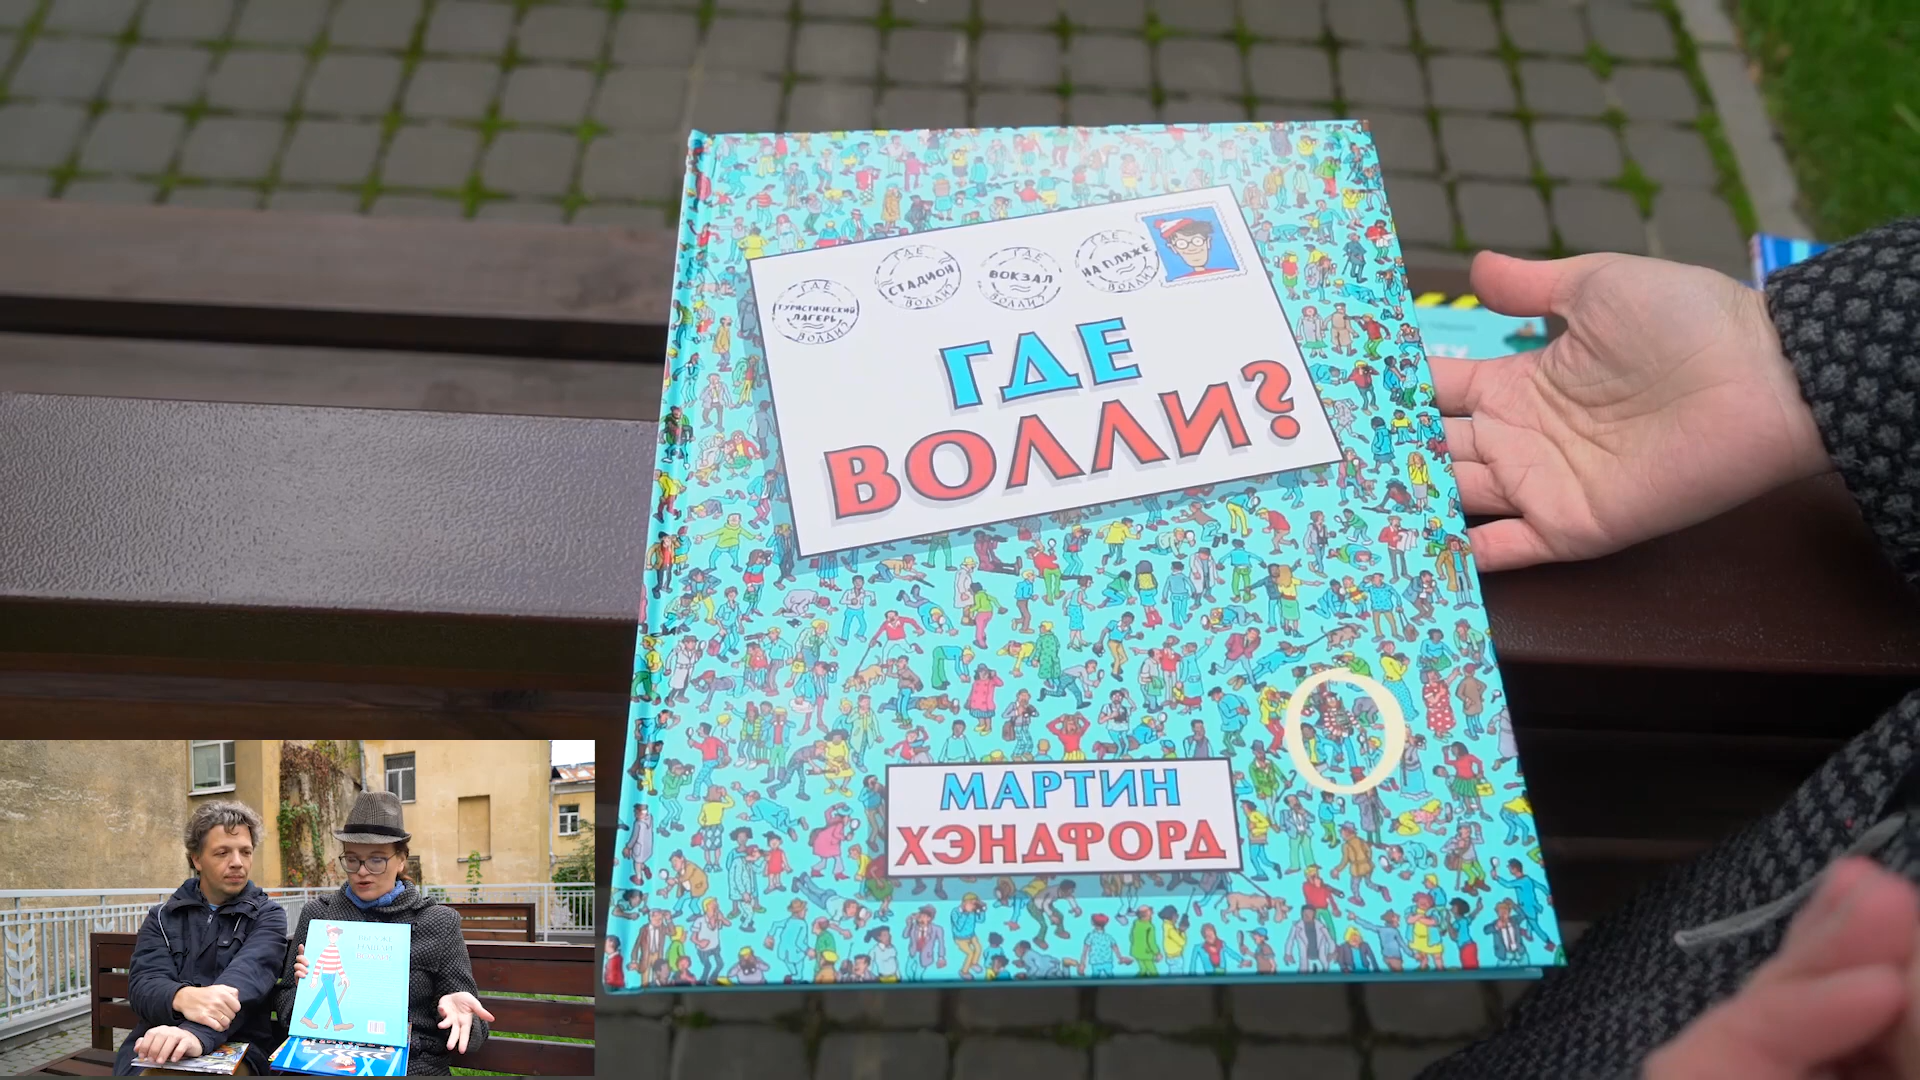 ГДЕ
ТУРИСТИЧЕСКИЙ
ЛАГЕРЬ
ВОЛЛИ?
ГДЕ
СТАДИОН
ВОЛЛИ?
ГДЕ
ВОКЗАЛ
ВОЛЛИ?
ГДЕ
НА ПЛЯЖЕ
ВОЛЛИ?
ГДЕ
ВОЛЛИ?
МАРТИН
ХЭНДФОРД